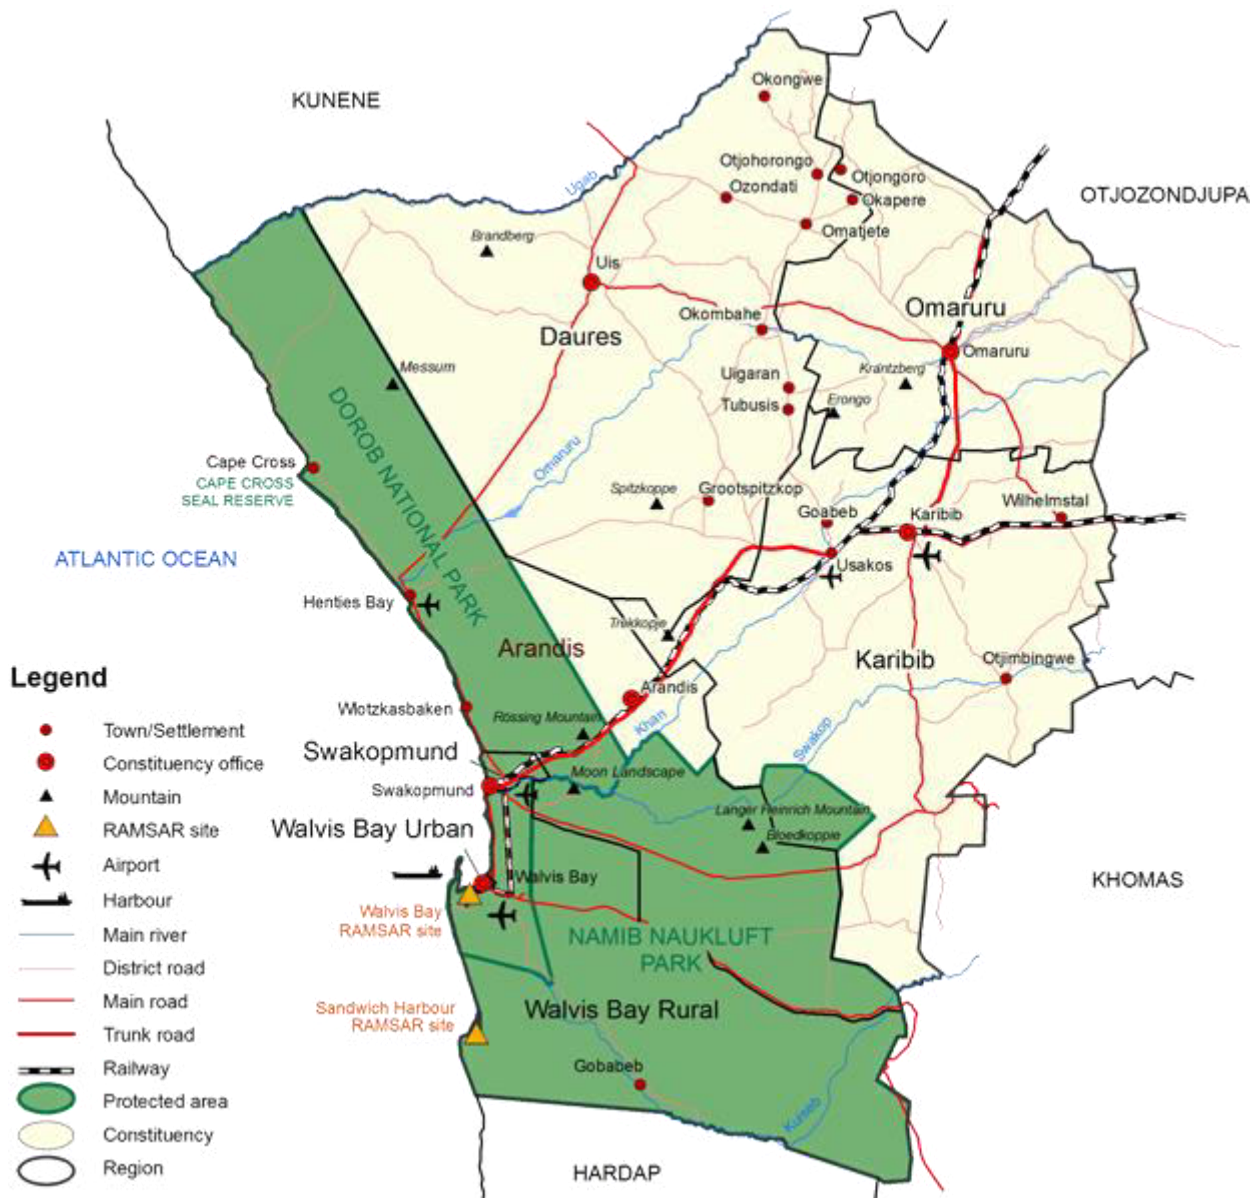 Okongwe
KUNENE
Otjohorongo
Otjongoro
Ugab
Ozondati
Okapere
OTJOZONDJUPA
Omatjete
Brandberg
Uis
Omaruru
Okombahe
Daures
Omaruru
Messum
Krantzberg
Uigaran
Erongo
Tubusis
DOROB NATIONAL PARK
Omaruru
Cape Cross
CAPE CROSS
SEAL RESERVE
Spitzkoppe
Grootspitzkop
Goabeb
Karibib
Wilhelmstal
ATLANTIC OCEAN
Usakos
Henties Bay
Trekkopje
Arandis
Karibib
Otjimbingwe
Legend
Arandis
Wlotzkasbaken
Rössing Mountain
Khan
Swakop
Town/Settlement
Swakopmund
Constituency office
Moon Landscape
Swakopmund
Mountain
Langer Heinrich Mountain
RAMSAR site
Walvis Bay Urban
Bloedkoppie
Airport
Walvis Bay
KHOMAS
Harbour
Walvis Bay
RAMSAR site
Main river
NAMIB NAUKLUFT
PARK
District road
Main road
Sandwich Harbour
RAMSAR site
Walvis Bay Rural
Trunk road
Railway
Gobabeb
Protected area
Kuiseb
Constituency
Region
HARDAP